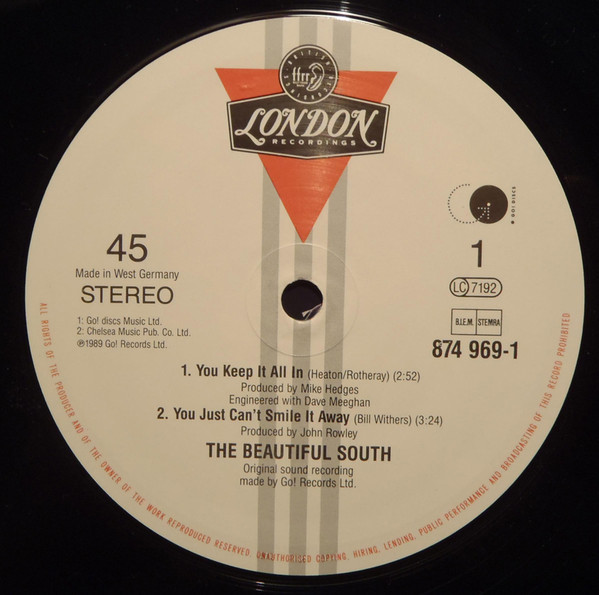 BRITISH
ffrr
LONDON
RECORDINGS
GO! DISCS
45
Made in West Germany
STEREO
1: Go! discs Music Ltd.
2: Chelsea Music Pub. Co. Ltd.
℗1989 Go! Records Ltd.
1
LC 7192
B.I.E.M. STEMRA
874 969-1
1. You Keep It All In (Heaton/Rotheray) (2:52)
Produced by Mike Hedges
Engineered with Dave Meeghan
2. You Just Can't Smile It Away (Bill Withers) (3:24)
Produced by John Rowley
THE BEAUTIFUL SOUTH
Original sound recording
made by Go! Records Ltd.
ALL RIGHTS OF THE PRODUCER AND OF THE OWNER OF THE WORK REPRODUCED RESERVED UNAUTHORISED COPYING, HIRING, LENDING, PUBLIC PERFORMANCE AND BROADCASTING OF THIS RECORD PROHIBITED